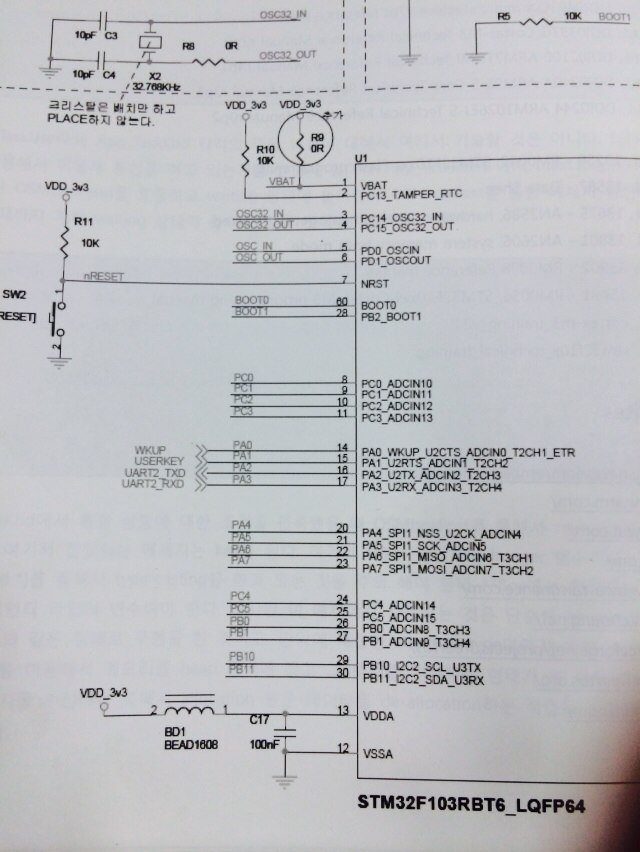 OSC32_IN
10pF C3
R8 0R
OSC32_OUT
10pF C4
X2
32.768KHz
R5 10K BOOT1
크리스탈은 배치만 하고
PLACE하지 않는다.
VDD_3v3 VDD_3v3 추가
R10
10K
R9
0R
VBAT
U1
VDD_3v3
R11
10K
nRESET
SW2
RESET]
1
2
1 VBAT
2 PC13_TAMPER_RTC
OSC32_IN 3 PC14_OSC32_IN
OSC32_OUT 4 PC15_OSC32_OUT
OSC_IN 5 PD0_OSCIN
OSC_OUT 6 PD1_OSCOUT
7 NRST
BOOT0 60 BOOT0
BOOT1 28 PB2_BOOT1
PC0 8 PC0_ADCIN10
PC1 9 PC1_ADCIN11
PC2 10 PC2_ADCIN12
PC3 11 PC3_ADCIN13
WKUP PA0 14 PA0_WKUP_U2CTS_ADCIN0_T2CH1_ETR
USERKEY PA1 15 PA1_U2RTS_ADCIN1_T2CH2
UART2_TXD PA2 16 PA2_U2TX_ADCIN2_T2CH3
UART2_RXD PA3 17 PA3_U2RX_ADCIN3_T2CH4
PA4 20 PA4_SPI1_NSS_U2CK_ADCIN4
PA5 21 PA5_SPI1_SCK_ADCIN5
PA6 22 PA6_SPI1_MISO_ADCIN6_T3CH1
PA7 23 PA7_SPI1_MOSI_ADCIN7_T3CH2
PC4 24 PC4_ADCIN14
PC5 25 PC5_ADCIN15
PB0 26 PB0_ADCIN8_T3CH3
PB1 27 PB1_ADCIN9_T3CH4
PB10 29 PB10_I2C2_SCL_U3TX
PB11 30 PB11_I2C2_SDA_U3RX
VDD_3v3
2 1 C17 13 VDDA
BD1
BEAD1608
100nF
12 VSSA
STM32F103RBT6_LQFP64